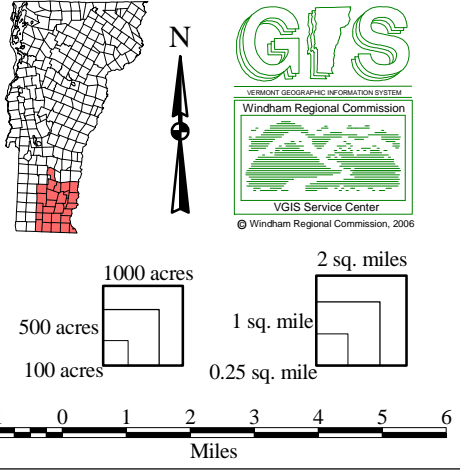 N
GIS
VERMONT GEOGRAPHIC INFORMATION SYSTEM
Windham Regional Commission
VGIS Service Center
© Windham Regional Commission, 2006
1000 acres
500 acres
100 acres
2 sq. miles
1 sq. mile
0.25 sq. mile
0 1 2 3 4 5 6
Miles